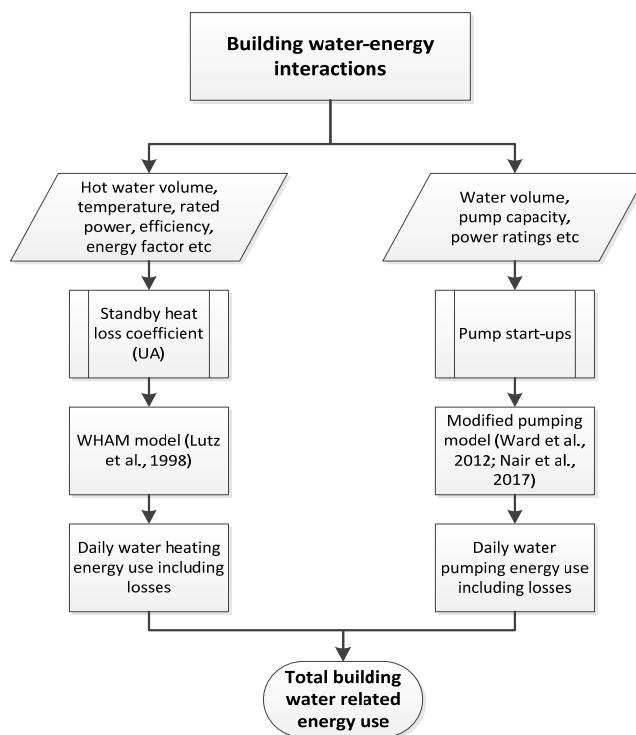 Building water-energy
interactions
Hot water volume,
temperature, rated
power, efficiency,
energy factor etc
Water volume,
pump capacity,
power ratings etc
Standby heat
loss coefficient
(UA)
Pump start-ups
WHAM model (Lutz
et al., 1998)
Modified pumping
model (Ward et al.,
2012; Nair et al.,
2017)
Daily water heating
energy use including
losses
Daily water
pumping energy use
including losses
Total building
water related
energy use